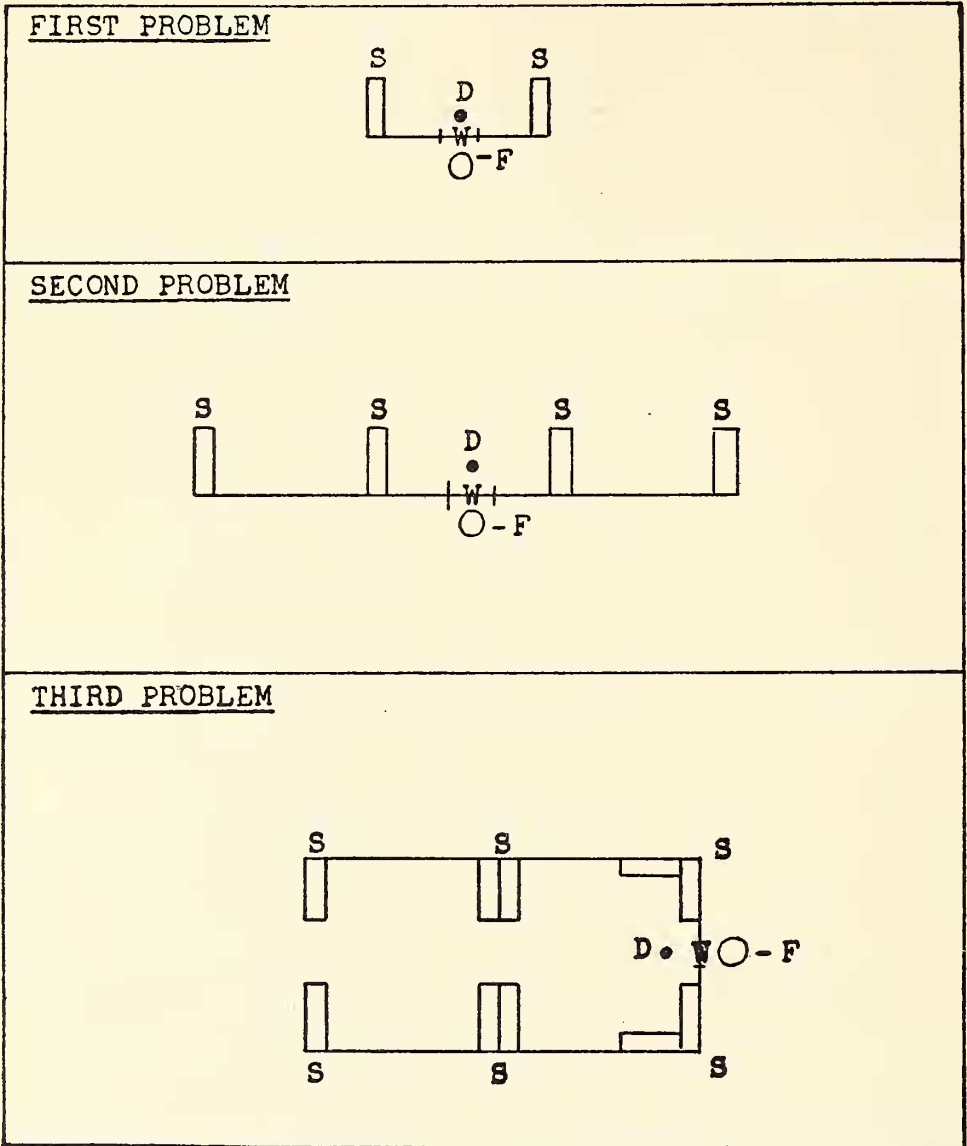 FIRST PROBLEM
S S
D
W
-F
SECOND PROBLEM
S S S S
D
W
-F
THIRD PROBLEM
S S S
D W -F
S S S